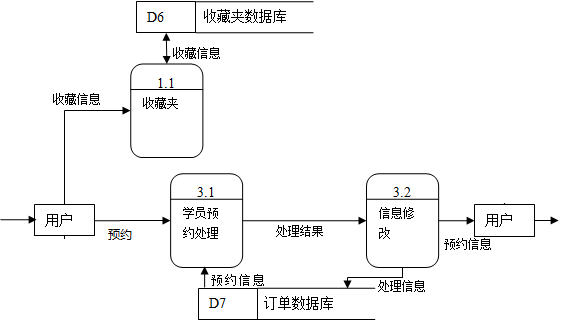 D6 收藏夹数据库
收藏信息
1.1
收藏夹
收藏信息
3.1
学员预
约处理
3.2
信息修
改
用户
预约
处理结果
用户
预约信息
预约信息
处理信息
D7 订单数据库